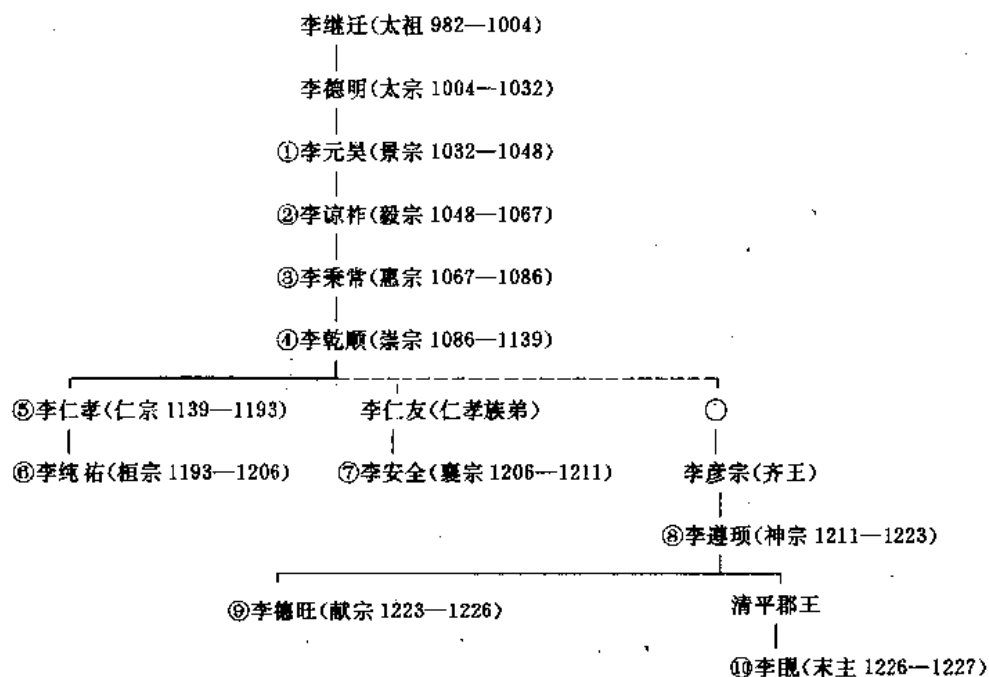 李继迁(太祖 982—1004)
李德明(太宗 1004—1032)
①李元昊(景宗 1032—1048)
②李谅祚(毅宗 1048—1067)
③李秉常(惠宗 1067—1086)
④李乾顺(崇宗 1086—1139)
⑤李仁孝(仁宗 1139—1193) 李仁友(仁孝族弟) ○
⑥李纯祐(桓宗 1193—1206) ⑦李安全(襄宗 1206—1211) 李彦宗(齐王)
⑧李遵顼(神宗 1211—1223)
⑨李德旺(献宗 1223—1226) 清平郡王
⑩李睍(末主 1226—1227)